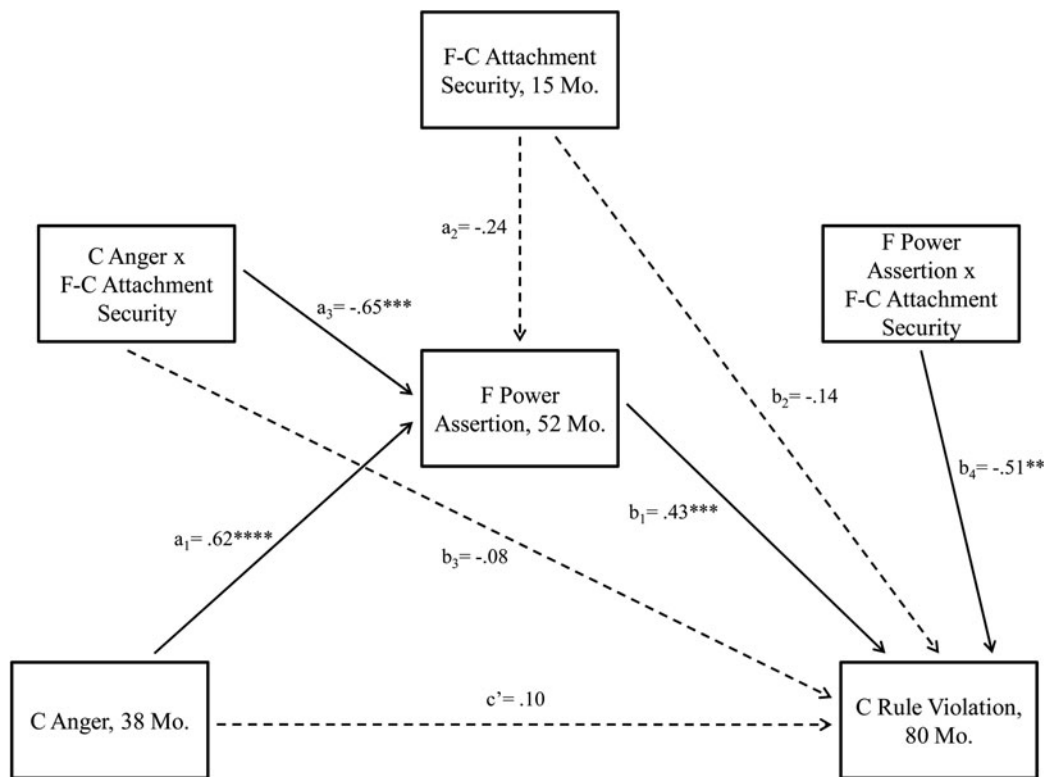 F-C Attachment
Security, 15 Mo.
a₂= -.24
C Anger x
F-C Attachment
Security
F Power
Assertion x
F-C Attachment
Security
a₃= -.65***
F Power
Assertion, 52 Mo.
b₂= -.14
b₄= -.51**
a₁= .62****
b₃= -.08
b₁= .43***
C Anger, 38 Mo.
c’= .10
C Rule Violation,
80 Mo.